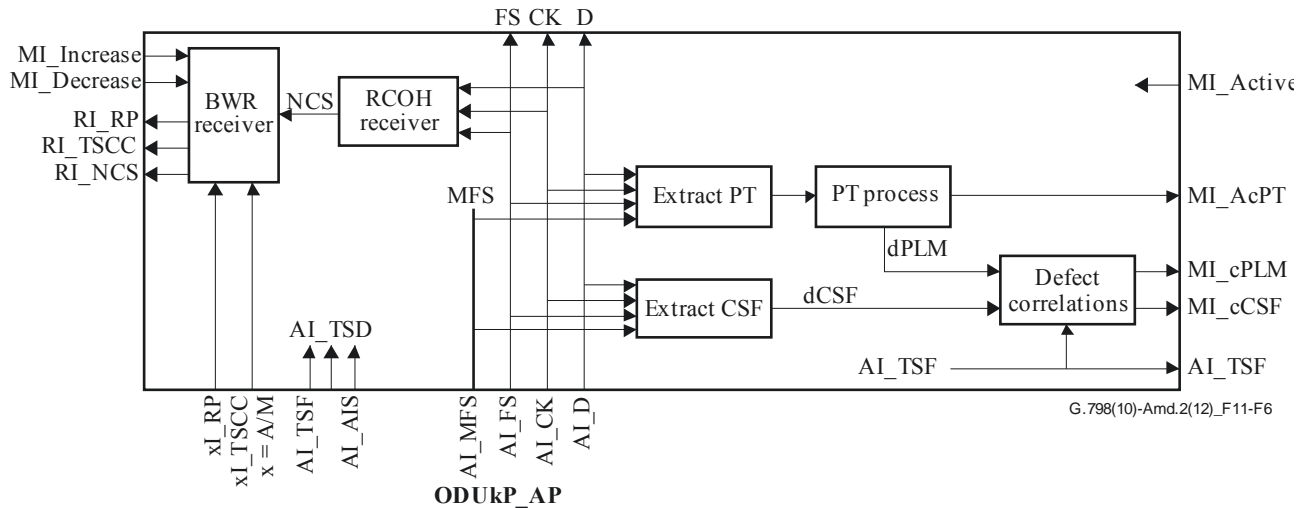 FS CK D
MI_Increase
MI_Decrease
RI_RP
RI_TSCC
RI_NCS
BWR
receiver
NCS
RCOH
receiver
MI_Active
MFS
Extract PT
PT process
MI_AcPT
dPLM
Extract CSF
dCSF
Defect
correlations
MI_cPLM
MI_cCSF
AI_TSD
AI_TSF
AI_TSF
G.798(10)-Amd.2(12)_F11-F6
xI_RP
xI_TSCC
x = A/M
AI_TSF
AI_AIS
AI_MFS
AI_FS
AI_CK
AI_D
ODUkP_AP